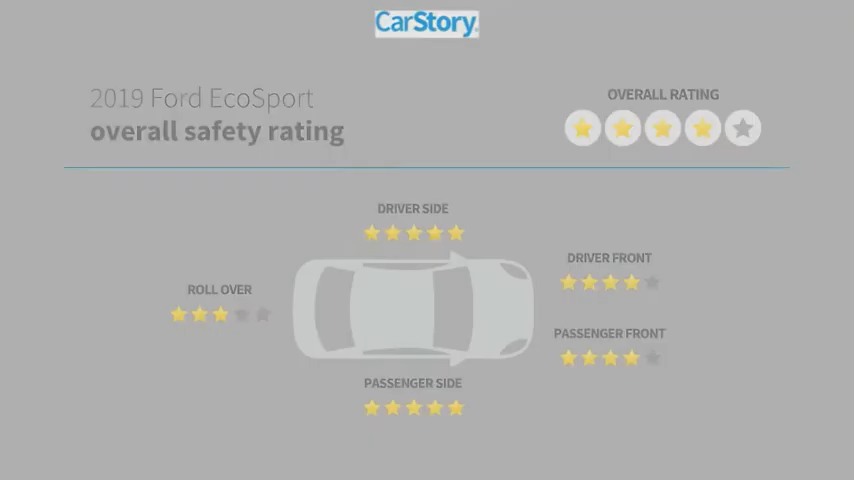 CarStory
2019 Ford EcoSport
overall safety rating
OVERALL RATING
DRIVER SIDE
DRIVER FRONT
ROLL OVER
PASSENGER FRONT
PASSENGER SIDE